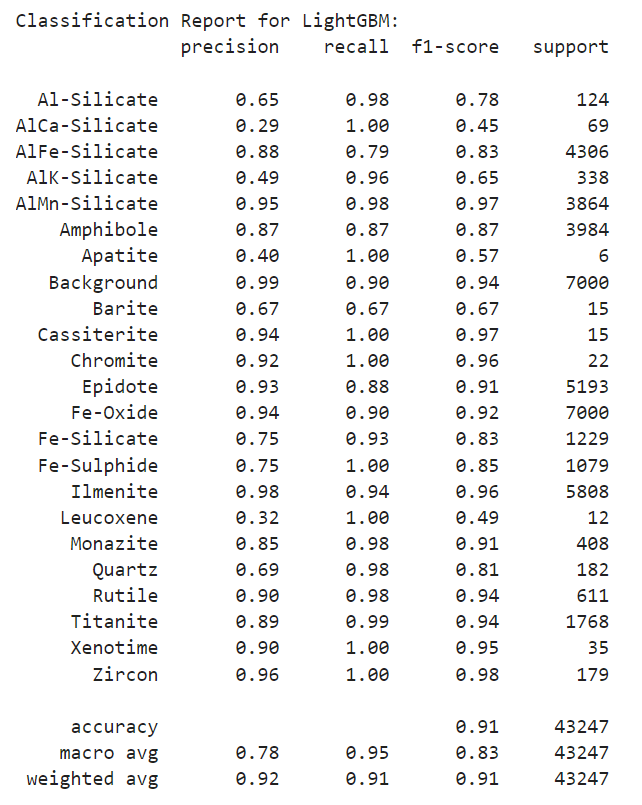 Classification Report for LightGBM:
precision recall f1-score support
Al-Silicate 0.65 0.98 0.78 124
AlCa-Silicate 0.29 1.00 0.45 69
AlFe-Silicate 0.88 0.79 0.83 4306
AlK-Silicate 0.49 0.96 0.65 338
AlMn-Silicate 0.95 0.98 0.97 3864
Amphibole 0.87 0.87 0.87 3984
Apatite 0.40 1.00 0.57 6
Background 0.99 0.90 0.94 7000
Barite 0.67 0.67 0.67 15
Cassiterite 0.94 1.00 0.97 15
Chromite 0.92 1.00 0.96 22
Epidote 0.93 0.88 0.91 5193
Fe-Oxide 0.94 0.90 0.92 7000
Fe-Silicate 0.75 0.93 0.83 1229
Fe-Sulphide 0.75 1.00 0.85 1079
Ilmenite 0.98 0.94 0.96 5808
Leucoxene 0.32 1.00 0.49 12
Monazite 0.85 0.98 0.91 408
Quartz 0.69 0.98 0.81 182
Rutile 0.90 0.98 0.94 611
Titanite 0.89 0.99 0.94 1768
Xenotime 0.90 1.00 0.95 35
Zircon 0.96 1.00 0.98 179
accuracy 0.91 43247
macro avg 0.78 0.95 0.83 43247
weighted avg 0.92 0.91 0.91 43247